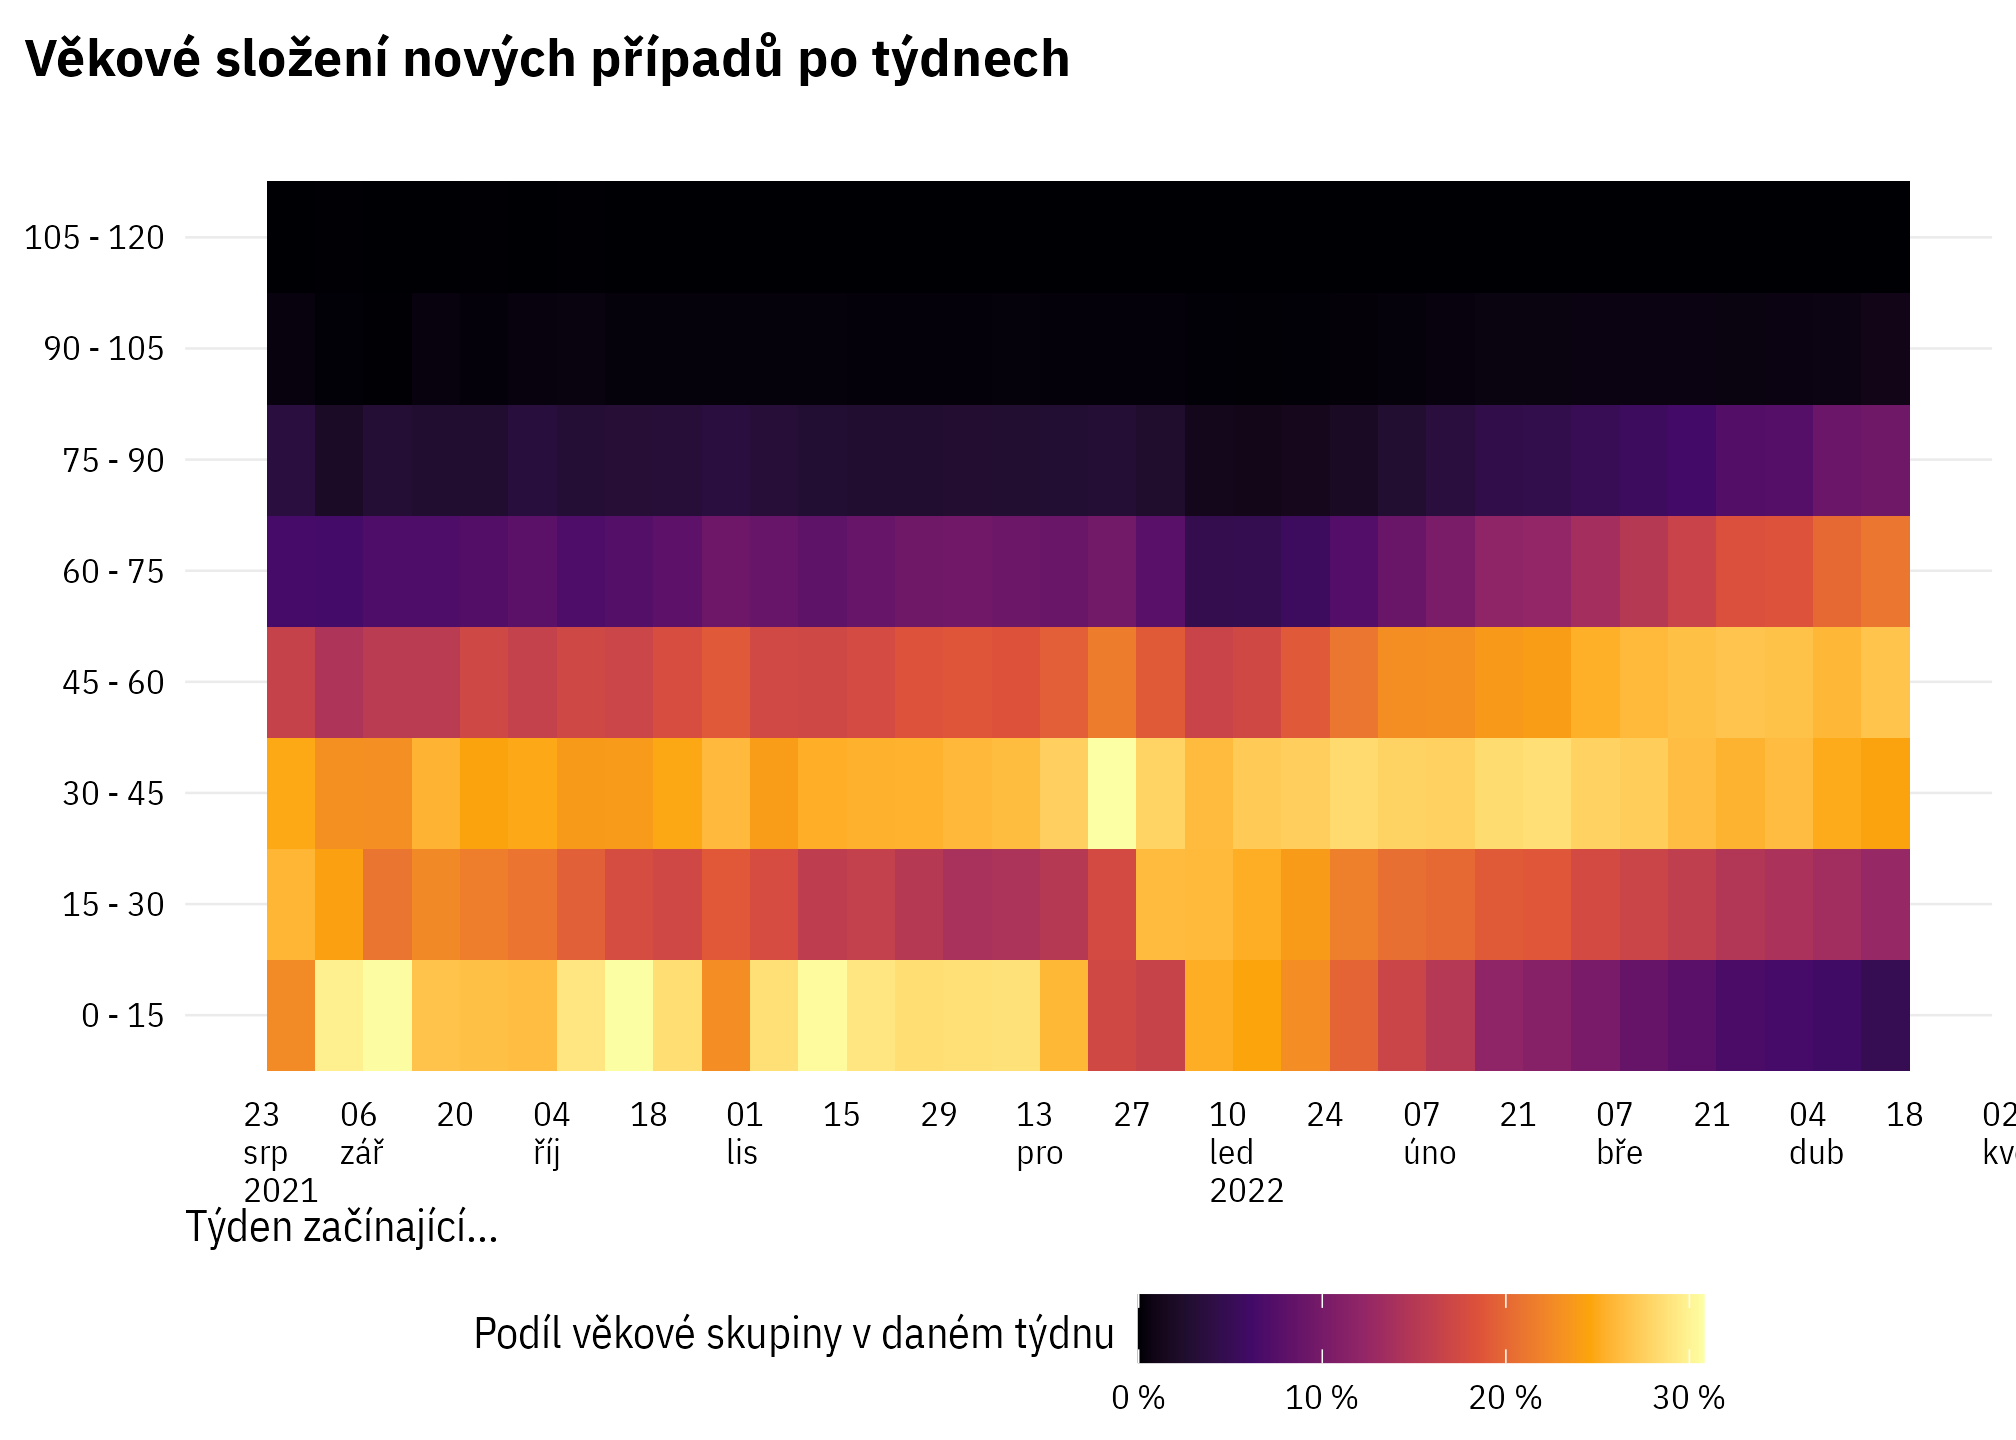 Věkové složení nových případů po týdnech
105 - 120
90 - 105
75 - 90
60 - 75
45 - 60
30 - 45
15 - 30
0 - 15
23 06 20 04 18 01 15 29 13 27 10 24 07 21 07 21 04 18 02
srp zář říj lis pro led úno bře dub
2021 2022
Týden začínající...
Podíl věkové skupiny v daném týdnu
0 % 10 % 20 % 30 %